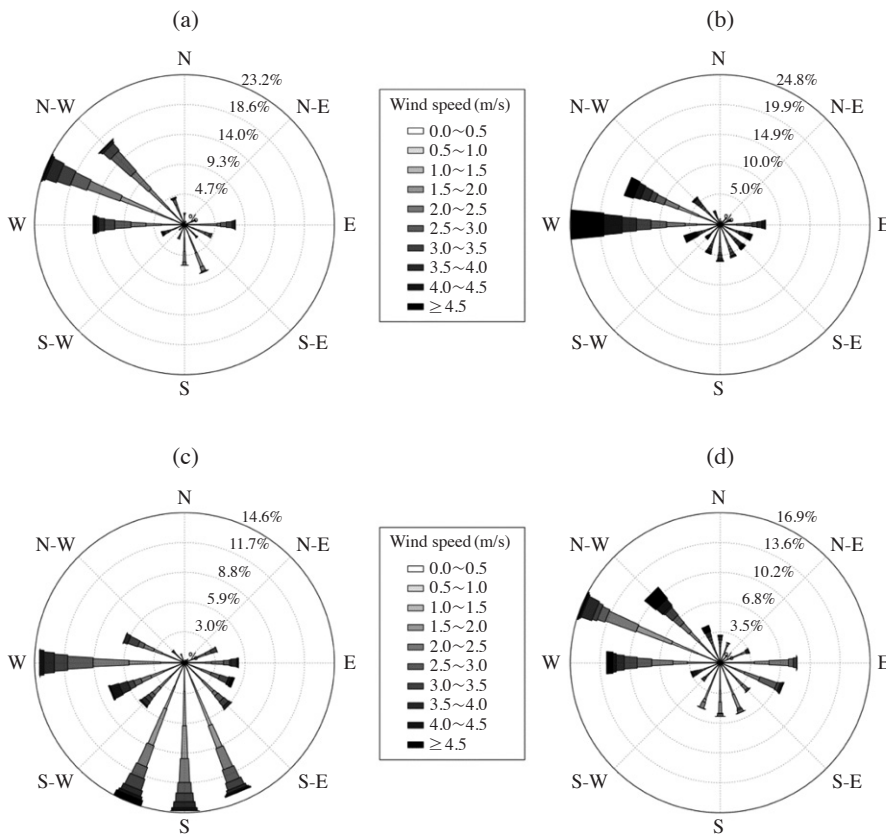 (a)
N
N-E
E
S-E
S
S-W
W
N-W
23.2%
18.6%
14.0%
9.3%
4.7%
%
Wind speed (m/s)
0.0~0.5
0.5~1.0
1.0~1.5
1.5~2.0
2.0~2.5
2.5~3.0
3.0~3.5
3.5~4.0
4.0~4.5
≥4.5
(b)
N
N-E
E
S-E
S
S-W
W
N-W
24.8%
19.9%
14.9%
10.0%
5.0%
%
(c)
N
N-E
E
S-E
S
S-W
W
N-W
14.6%
11.7%
8.8%
5.9%
3.0%
%
Wind speed (m/s)
0.0~0.5
0.5~1.0
1.0~1.5
1.5~2.0
2.0~2.5
2.5~3.0
3.0~3.5
3.5~4.0
4.0~4.5
≥4.5
(d)
N
N-E
E
S-E
S
S-W
W
N-W
16.9%
13.6%
10.2%
6.8%
3.5%
%